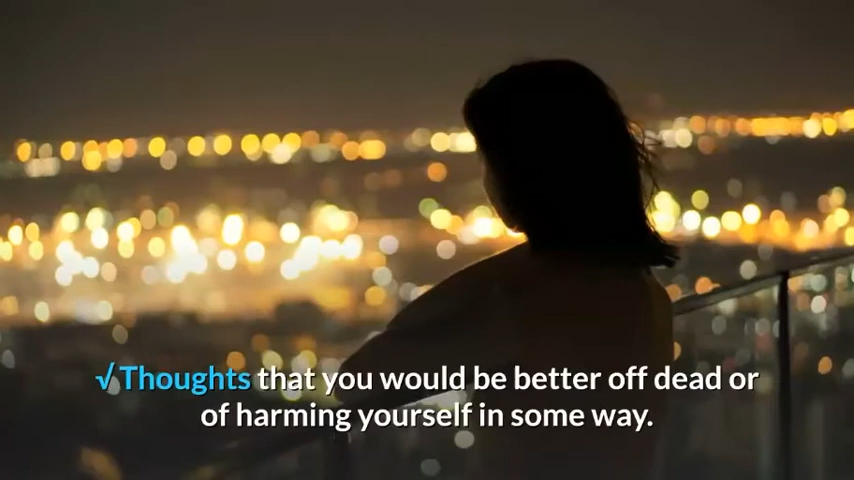 √Thoughts that you would be better off dead or
of harming yourself in some way.